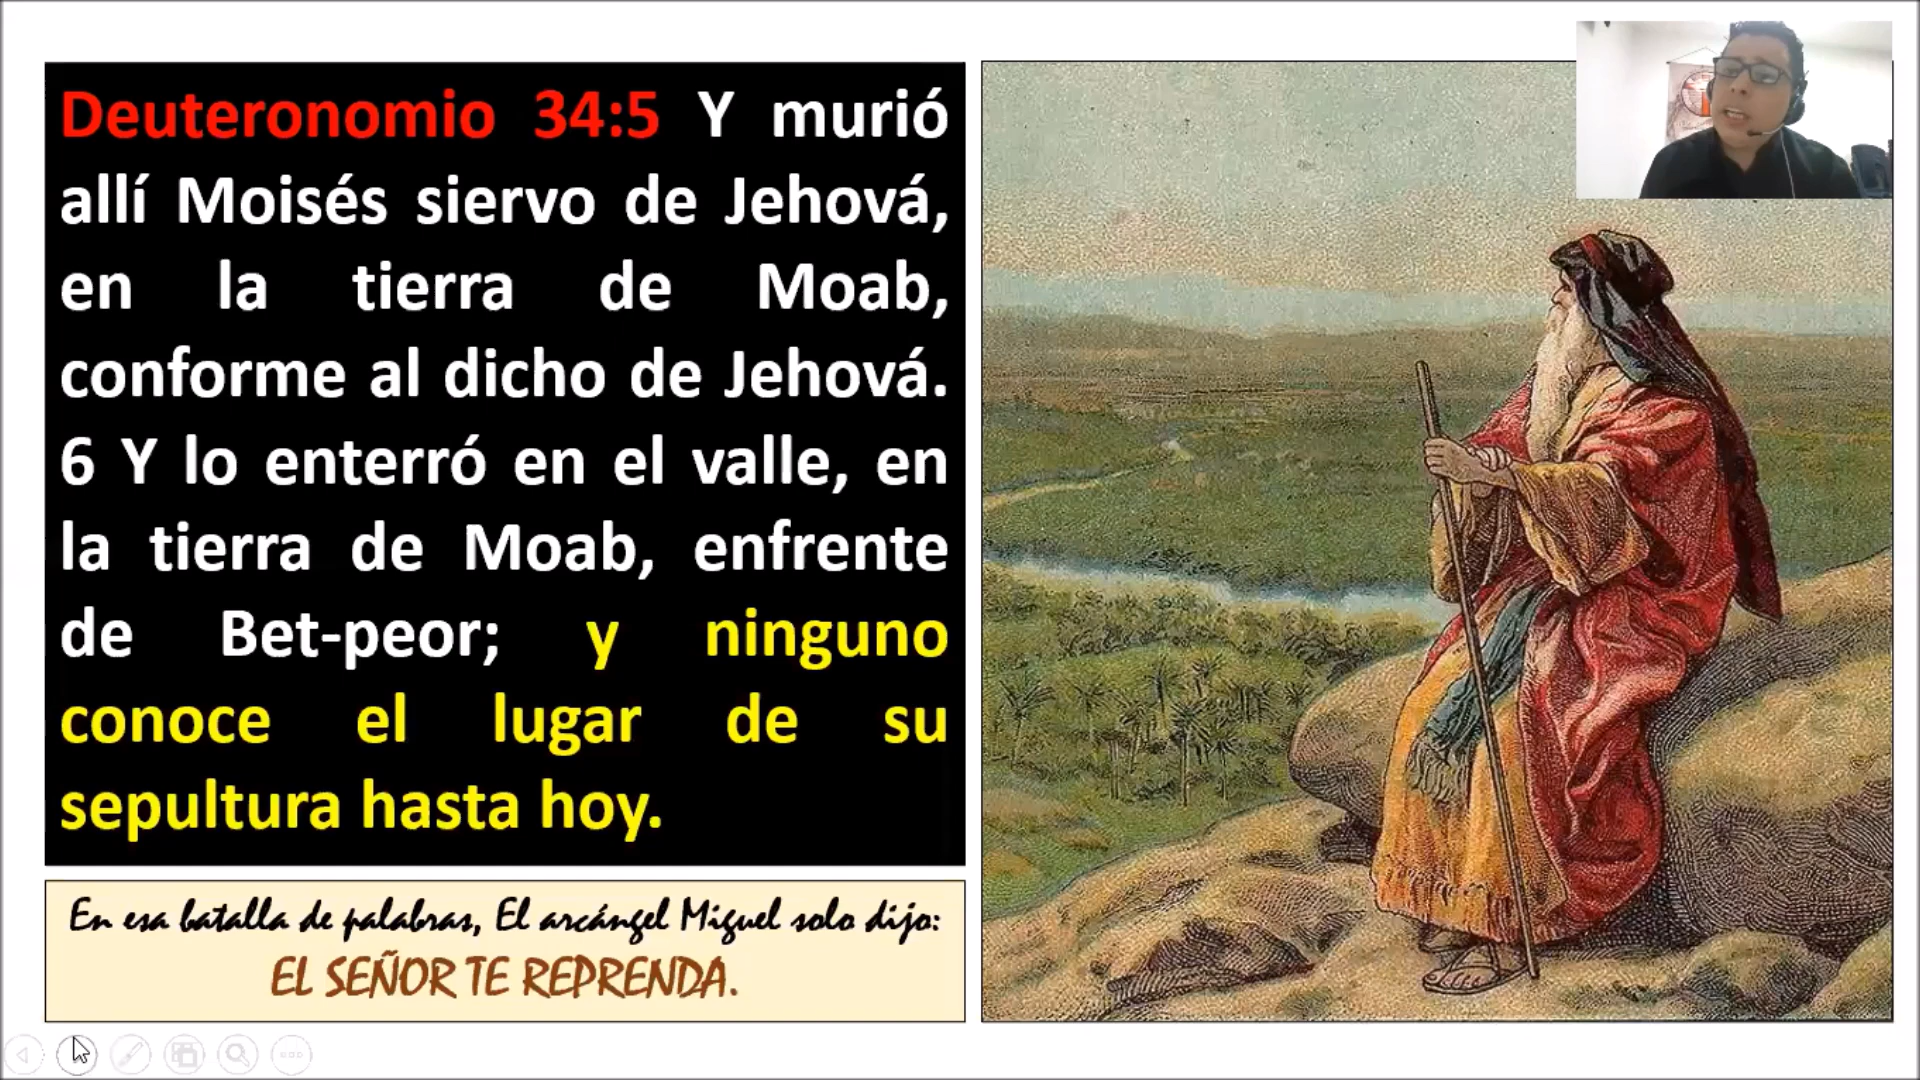 Deuteronomio 34:5 Y murió
allí Moisés siervo de Jehová,
en la tierra de Moab,
conforme al dicho de Jehová.
6 Y lo enterró en el valle, en
la tierra de Moab, enfrente
de Bet-peor; y ninguno
conoce el lugar de su
sepultura hasta hoy.
En esa batalla de palabras, El arcángel Miguel solo dijo:
EL SEÑOR TE REPRENDA.